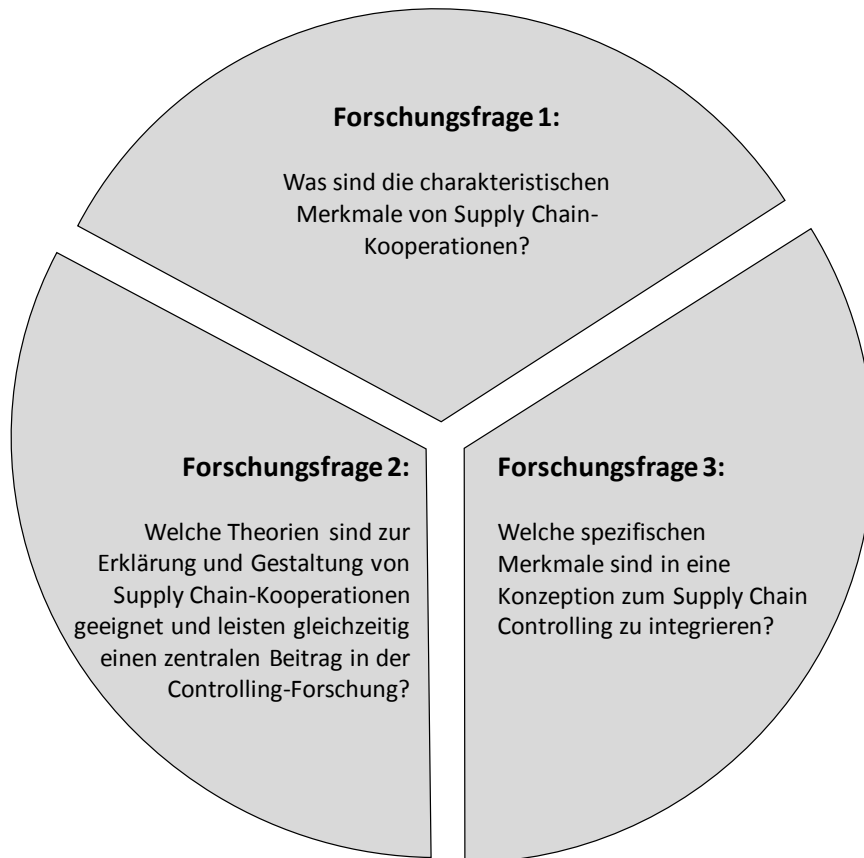 Forschungsfrage 1:
Was sind die charakteristischen
Merkmale von Supply Chain-
Kooperationen?
Forschungsfrage 2:
Welche Theorien sind zur
Erklärung und Gestaltung von
Supply Chain-Kooperationen
geeignet und leisten gleichzeitig
einen zentralen Beitrag in der
Controlling-Forschung?
Forschungsfrage 3:
Welche spezifischen
Merkmale sind in eine
Konzeption zum Supply Chain
Controlling zu integrieren?